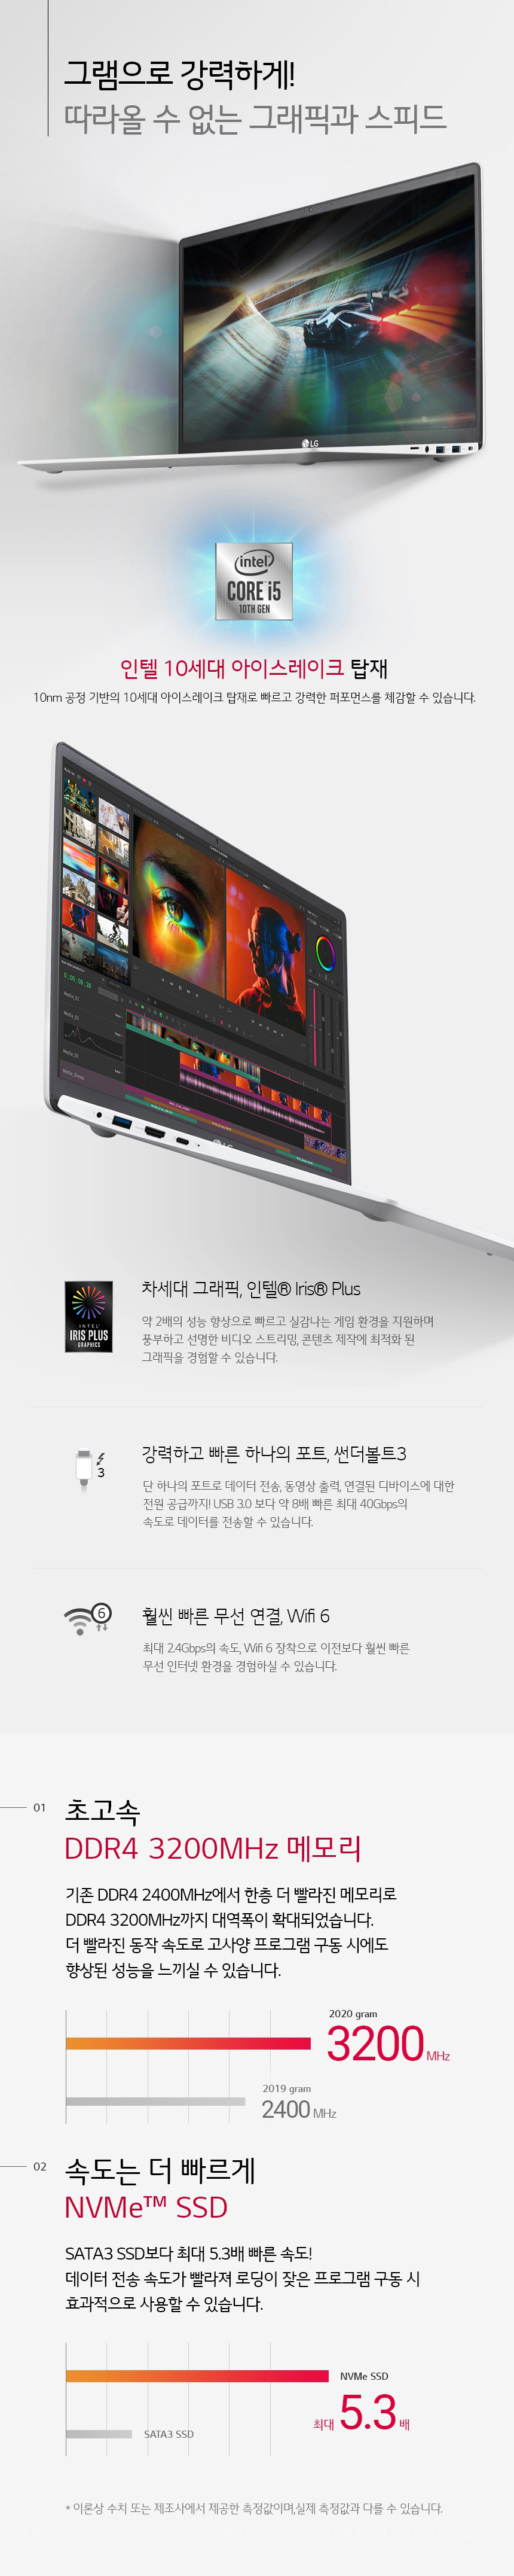 그램으로 강력하게!
따라올 수 없는 그래픽과 스피드
LG
intel
CORE i5
10TH GEN
인텔 10세대 아이스레이크 탑재
10nm 공정 기반의 10세대 아이스레이크 탑재로 빠르고 강력한 퍼포먼스를 체감할 수 있습니다.
LG
INTEL
IRIS PLUS
GRAPHICS
차세대 그래픽, 인텔® Iris® Plus
약 2배의 성능 향상으로 빠르고 실감나는 게임 환경을 지원하며
풍부하고 선명한 비디오 스트리밍, 콘텐츠 제작에 최적화 된
그래픽을 경험할 수 있습니다.
3
강력하고 빠른 하나의 포트, 썬더볼트3
단 하나의 포트로 데이터 전송, 동영상 출력, 연결된 디바이스에 대한
전원 공급까지! USB 3.0 보다 약 8배 빠른 최대 40Gbps의
속도로 데이터를 전송할 수 있습니다.
6
훨씬 빠른 무선 연결, Wifi 6
최대 2.4Gbps의 속도, Wifi 6 장착으로 이전보다 훨씬 빠른
무선 인터넷 환경을 경험하실 수 있습니다.
01
초고속
DDR4 3200MHz 메모리
기존 DDR4 2400MHz에서 한층 더 빨라진 메모리로
DDR4 3200MHz까지 대역폭이 확대되었습니다.
더 빨라진 동작 속도로 고사양 프로그램 구동 시에도
향상된 성능을 느끼실 수 있습니다.
2020 gram
3200 MHz
2019 gram
2400 MHz
02
속도는 더 빠르게
NVMe™ SSD
SATA3 SSD보다 최대 5.3배 빠른 속도!
데이터 전송 속도가 빨라져 로딩이 잦은 프로그램 구동 시
효과적으로 사용할 수 있습니다.
NVMe SSD
최대 5.3 배
SATA3 SSD
* 이론상 수치 또는 제조사에서 제공한 측정값이며,실제 측정값과 다를 수 있습니다.